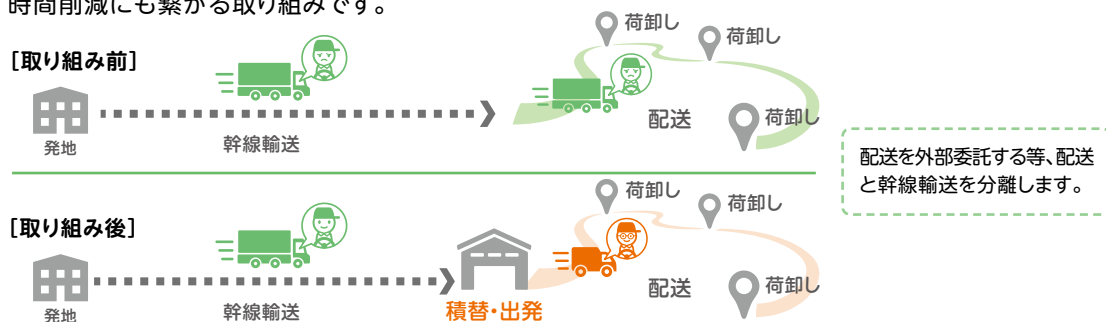 時間削減にも繋がる取り組みです。
[取り組み前]
荷卸し
荷卸し
荷卸し
配送
幹線輸送
発地
配送を外部委託する等、配送
と幹線輸送を分離します。
[取り組み後]
荷卸し
荷卸し
荷卸し
配送
積替・出発
幹線輸送
発地